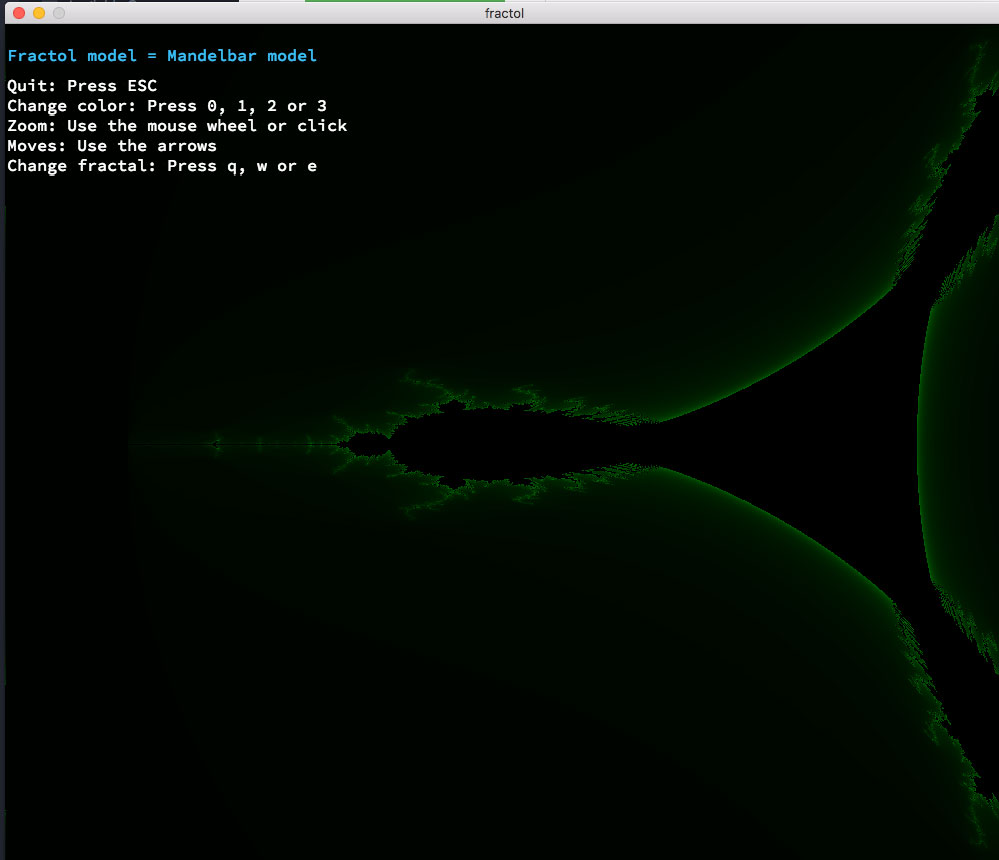 fractol
Fractol model = Mandelbar model
Quit: Press ESC
Change color: Press 0, 1, 2 or 3
Zoom: Use the mouse wheel or click
Moves: Use the arrows
Change fractal: Press q, w or e